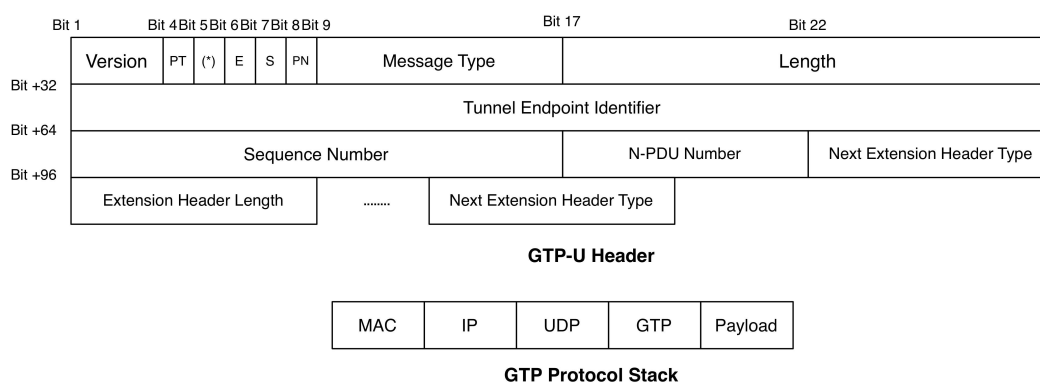 Bit 1 Bit 4 Bit 5 Bit 6 Bit 7 Bit 8 Bit 9 Bit 17 Bit 22
Version PT (*) E S PN Message Type Length
Bit +32
Tunnel Endpoint Identifier
Bit +64
Sequence Number N-PDU Number Next Extension Header Type
Bit +96
Extension Header Length ........ Next Extension Header Type
GTP-U Header
MAC IP UDP GTP Payload
GTP Protocol Stack